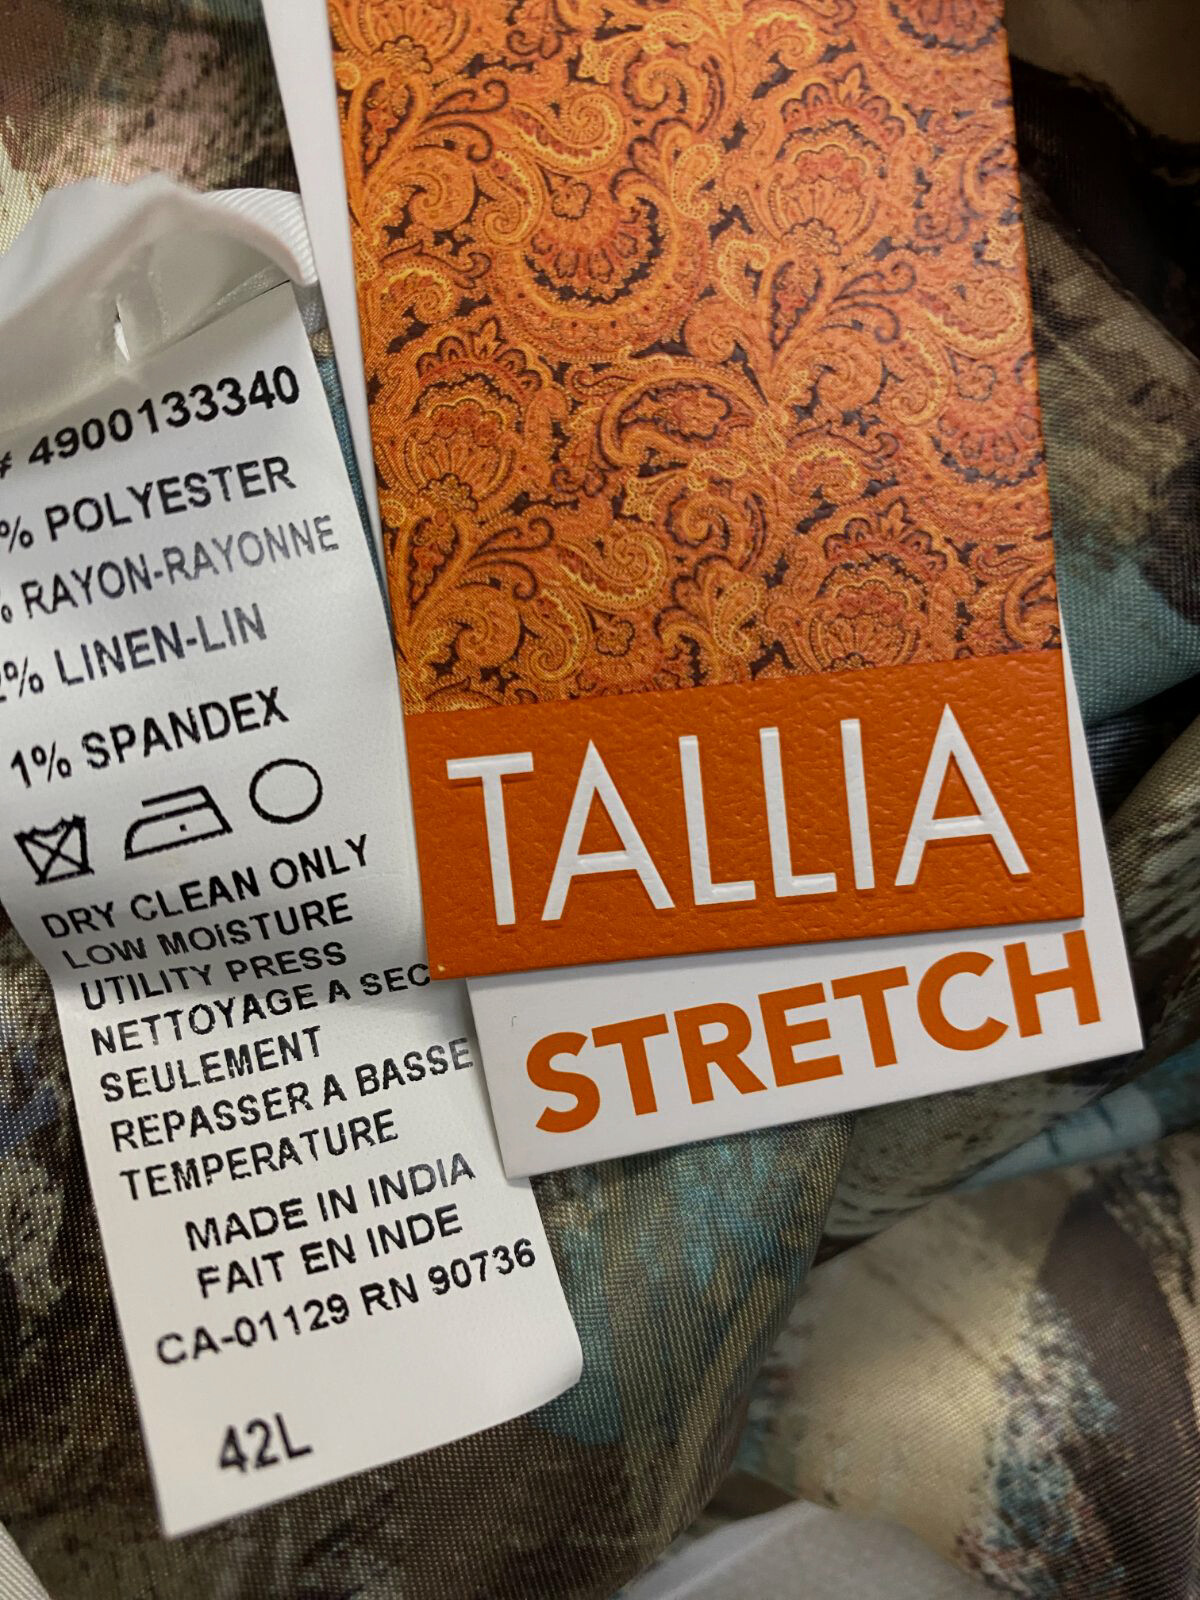 # 4900133340
% POLYESTER
% RAYON-RAYONNE
% LINEN-LIN
1% SPANDEX
DRY CLEAN ONLY
LOW MOISTURE
UTILITY PRESS
NETTOYAGE A SEC
SEULEMENT
REPASSER A BASSE
TEMPERATURE
MADE IN INDIA
FAIT EN INDE
CA-01129 RN 90736
42L
TALLIA
STRETCH